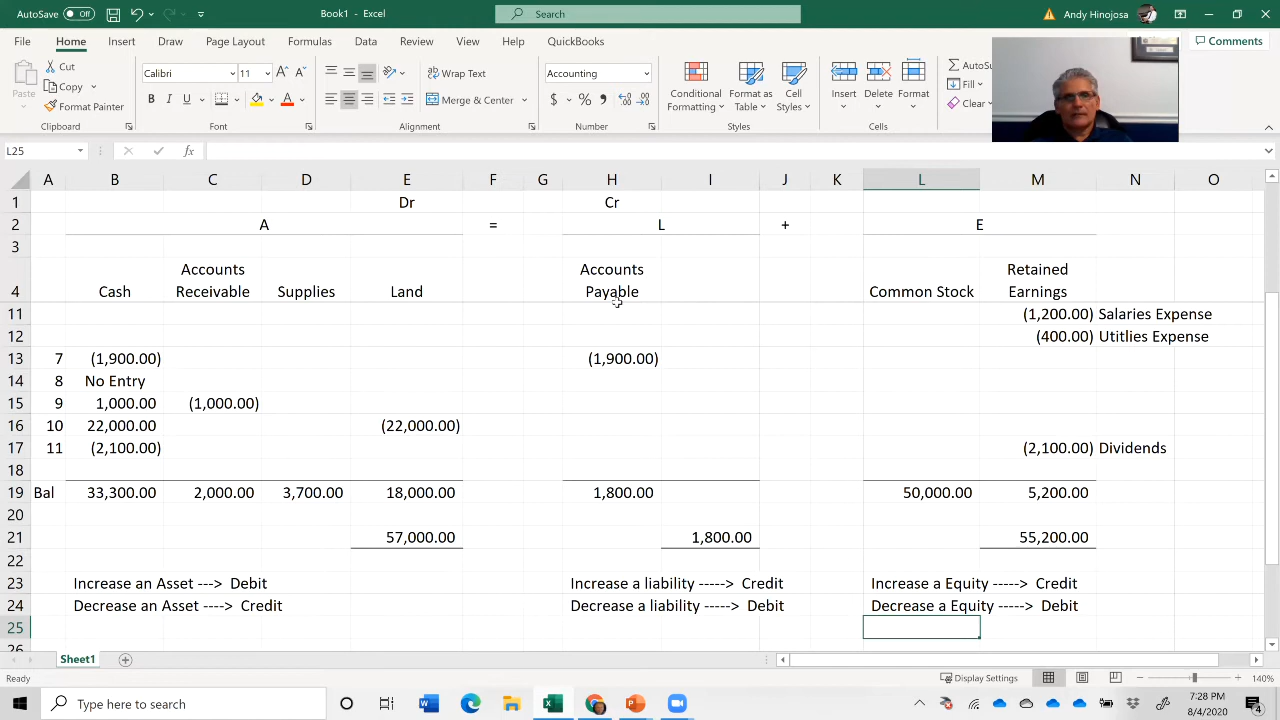 AutoSave Off Book1 - Excel Search Andy Hinojosa
File Home Insert Draw Page Layout Formulas Data Review View Help QuickBooks Comments
Paste Cut Copy Format Painter
Calibri 11
B I U A
Wrap Text
Merge & Center
Accounting
$ % ,
Conditional Formatting Format as Table Cell Styles
Insert Delete Format
AutoSu
Fill
Clear
Clipboard Font Alignment Number Styles Cells
L25 fx
A B C D E F G H I J K L M N O
1 Dr Cr
2 A = L + E
3
Accounts Accounts Retained
4 Cash Receivable Supplies Land Payable Common Stock Earnings
11 (1,200.00) Salaries Expense
12 (400.00) Utitlies Expense
13 7 (1,900.00) (1,900.00)
14 8 No Entry
15 9 1,000.00 (1,000.00)
16 10 22,000.00 (22,000.00)
17 11 (2,100.00) (2,100.00) Dividends
18
19 Bal 33,300.00 2,000.00 3,700.00 18,000.00 1,800.00 50,000.00 5,200.00
20
21 57,000.00 1,800.00 55,200.00
22
23 Increase an Asset ---> Debit Increase a liability -----> Credit Increase a Equity -----> Credit
24 Decrease an Asset ----> Credit Decrease a liability -----> Debit Decrease a Equity -----> Debit
25
26
Sheet1
Ready Display Settings 140%
Type here to search 7:28 PM
8/4/2020 4